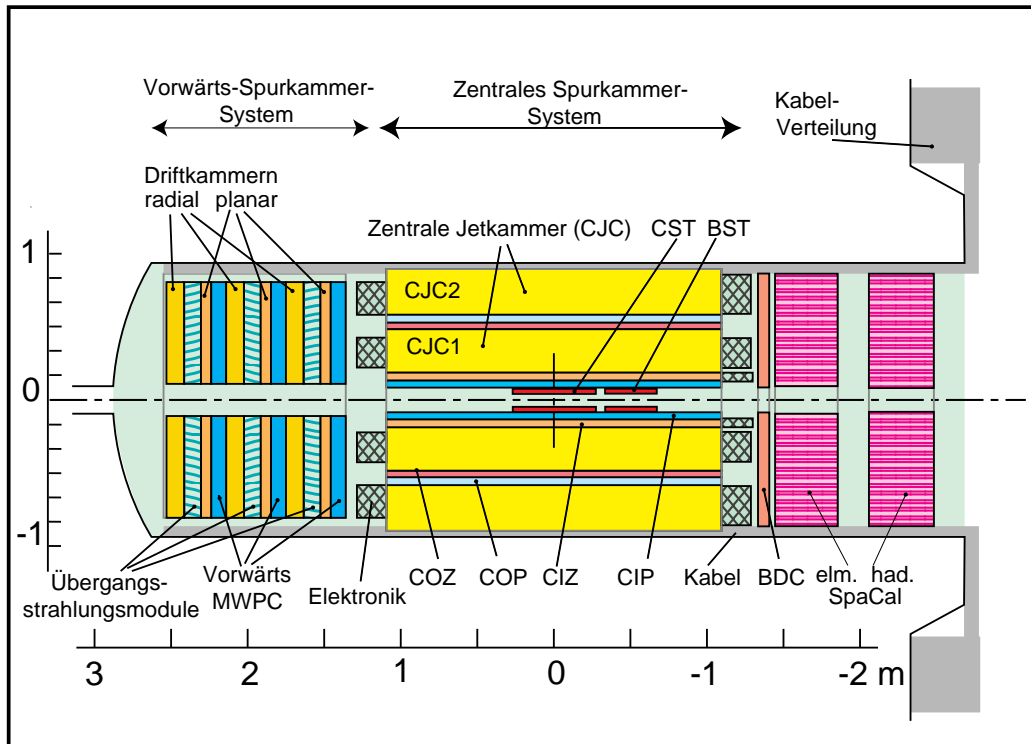 Vorwärts-Spurkammer-
System
Zentrales Spurkammer-
System
Kabel-
Verteilung
Driftkammern
radial planar
Zentrale Jetkammer (CJC) CST BST
1
0
-1
CJC2
CJC1
Übergangs-
strahlungsmodule
Vorwärts
MWPC
Elektronik
COZ COP CIZ CIP Kabel BDC elm. had.
SpaCal
3 2 1 0 -1 -2 m